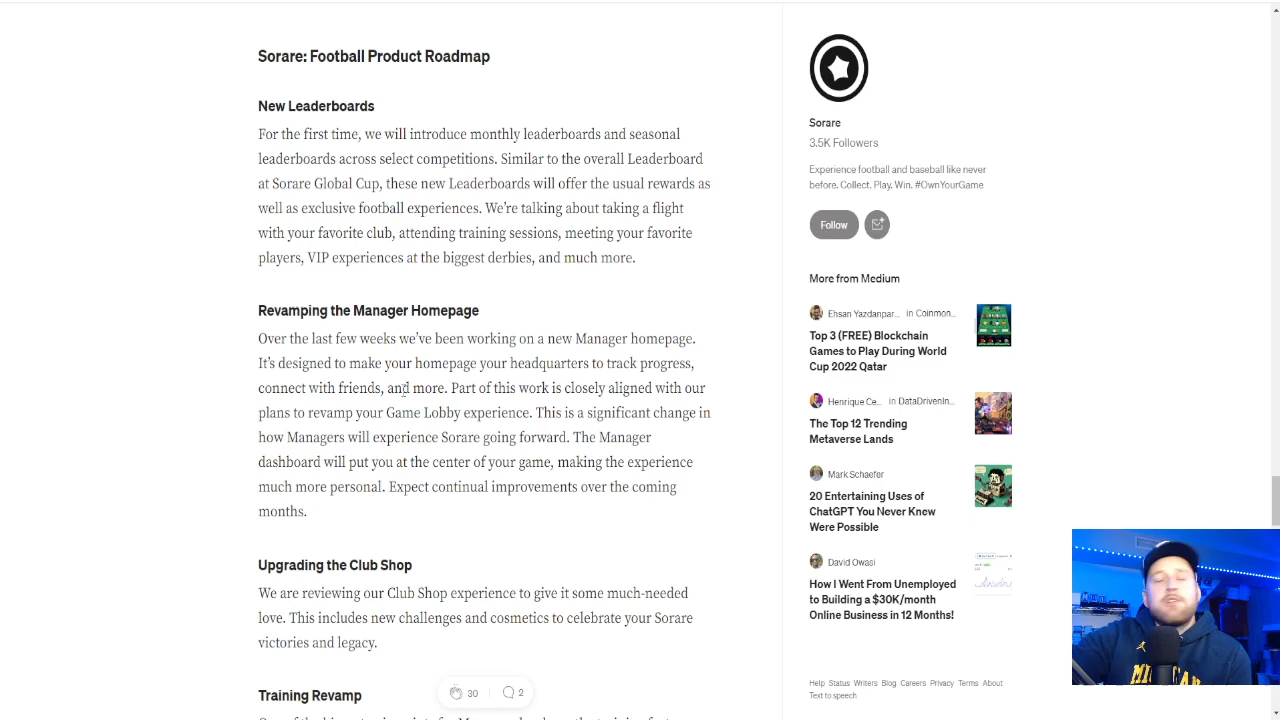 Sorare: Football Product Roadmap
New Leaderboards
For the first time, we will introduce monthly leaderboards and seasonal
leaderboards across select competitions. Similar to the overall Leaderboard
at Sorare Global Cup, these new Leaderboards will offer the usual rewards as
well as exclusive football experiences. We're talking about taking a flight
with your favorite club, attending training sessions, meeting your favorite
players, VIP experiences at the biggest derbies, and much more.
Revamping the Manager Homepage
Over the last few weeks we've been working on a new Manager homepage.
It's designed to make your homepage your headquarters to track progress,
connect with friends, and more. Part of this work is closely aligned with our
plans to revamp your Game Lobby experience. This is a significant change in
how Managers will experience Sorare going forward. The Manager
dashboard will put you at the center of your game, making the experience
much more personal. Expect continual improvements over the coming
months.
Upgrading the Club Shop
We are reviewing our Club Shop experience to give it some much-needed
love. This includes new challenges and cosmetics to celebrate your Sorare
victories and legacy.
30
2
Training Revamp
Sorare
3.5K Followers
Experience football and baseball like never
before. Collect. Play. Win. #OwnYourGame
Follow
More from Medium
Ehsan Yazdanpar... in Coinmon...
Top 3 (FREE) Blockchain
Games to Play During World
Cup 2022 Qatar
Henrique Ce... in DataDrivenIn...
The Top 12 Trending
Metaverse Lands
Mark Schaefer
20 Entertaining Uses of
ChatGPT You Never Knew
Were Possible
David Owasi
How I Went From Unemployed
to Building a $30K/month
Online Business in 12 Months!
Help Status Writers Blog Careers Privacy Terms About
Text to speech